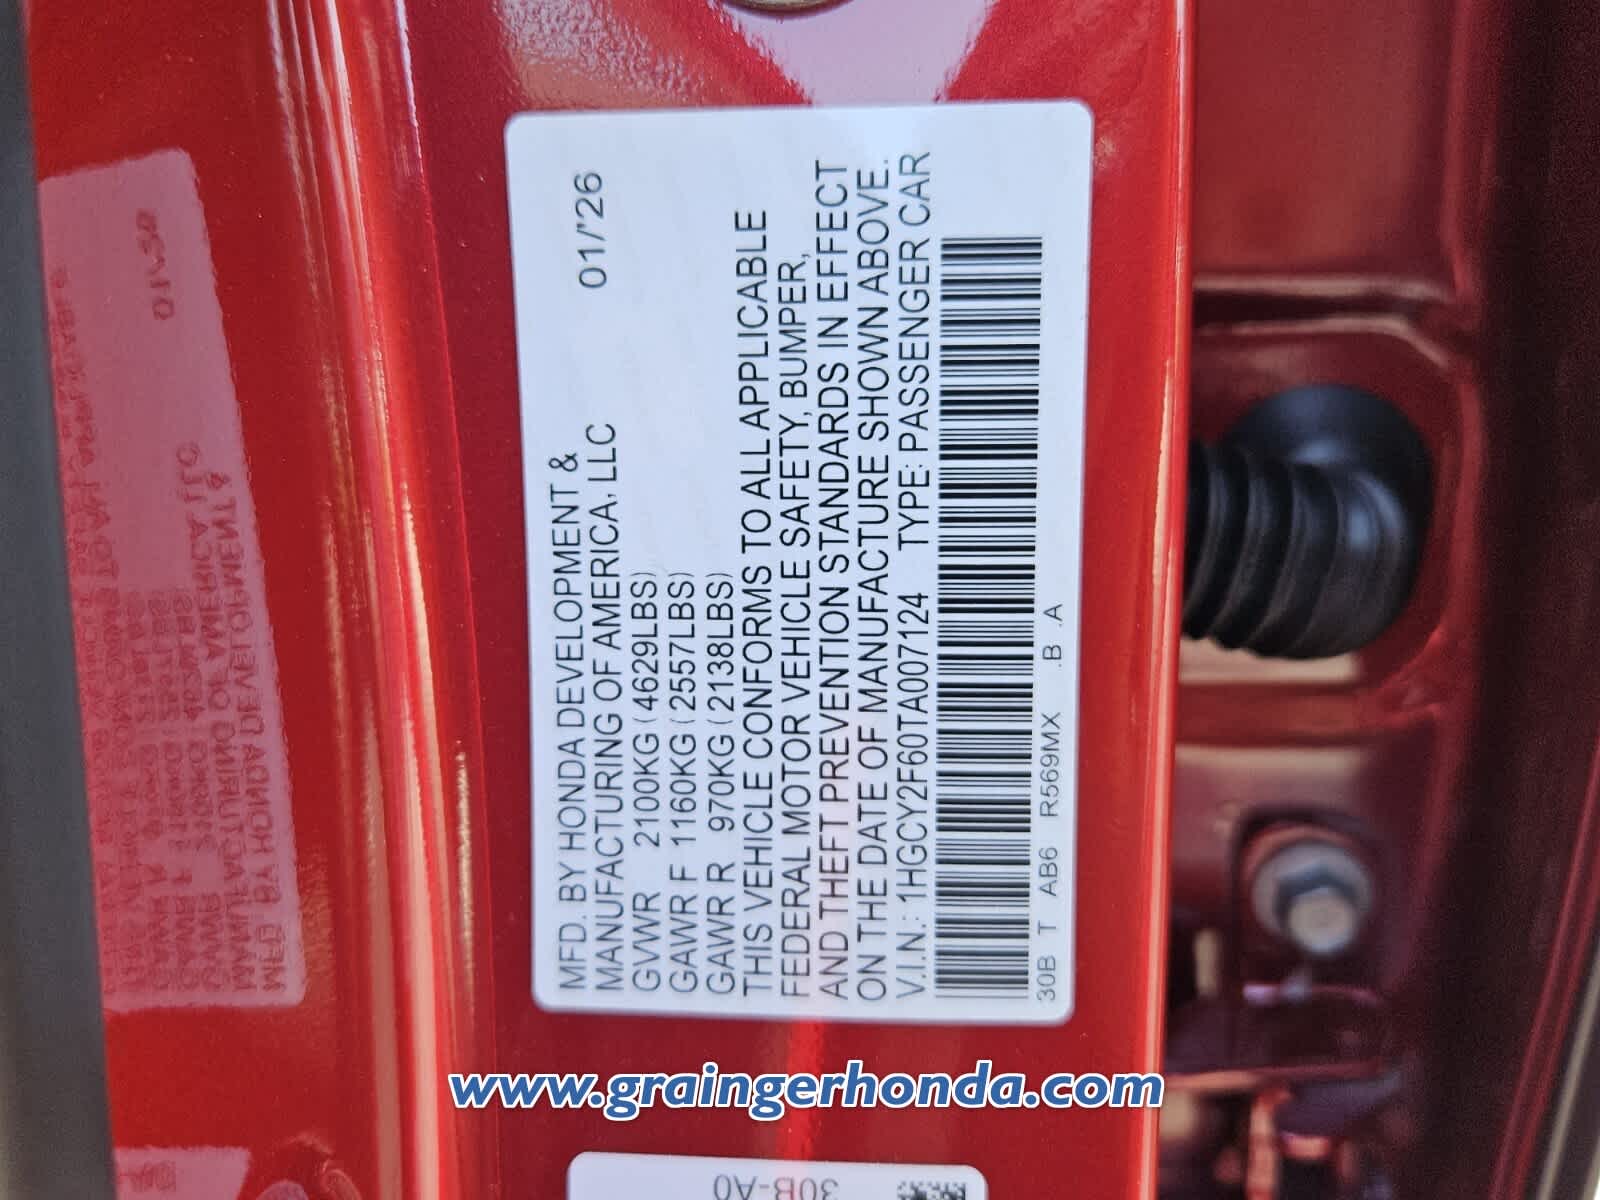 MFD. BY HONDA DEVELOPMENT &
MANUFACTURING OF AMERICA, LLC 01/'26
GVWR 2100KG (4629LBS)
GAWR F 1160KG (2557LBS)
GAWR R 970KG (2138LBS)
THIS VEHICLE CONFORMS TO ALL APPLICABLE
FEDERAL MOTOR VEHICLE SAFETY, BUMPER,
AND THEFT PREVENTION STANDARDS IN EFFECT
ON THE DATE OF MANUFACTURE SHOWN ABOVE.
V.I.N.: 1HGCY2F60TA007124 TYPE: PASSENGER CAR
30B T AB6 R569MX .B .A
www.graingerhonda.com
30B-A0